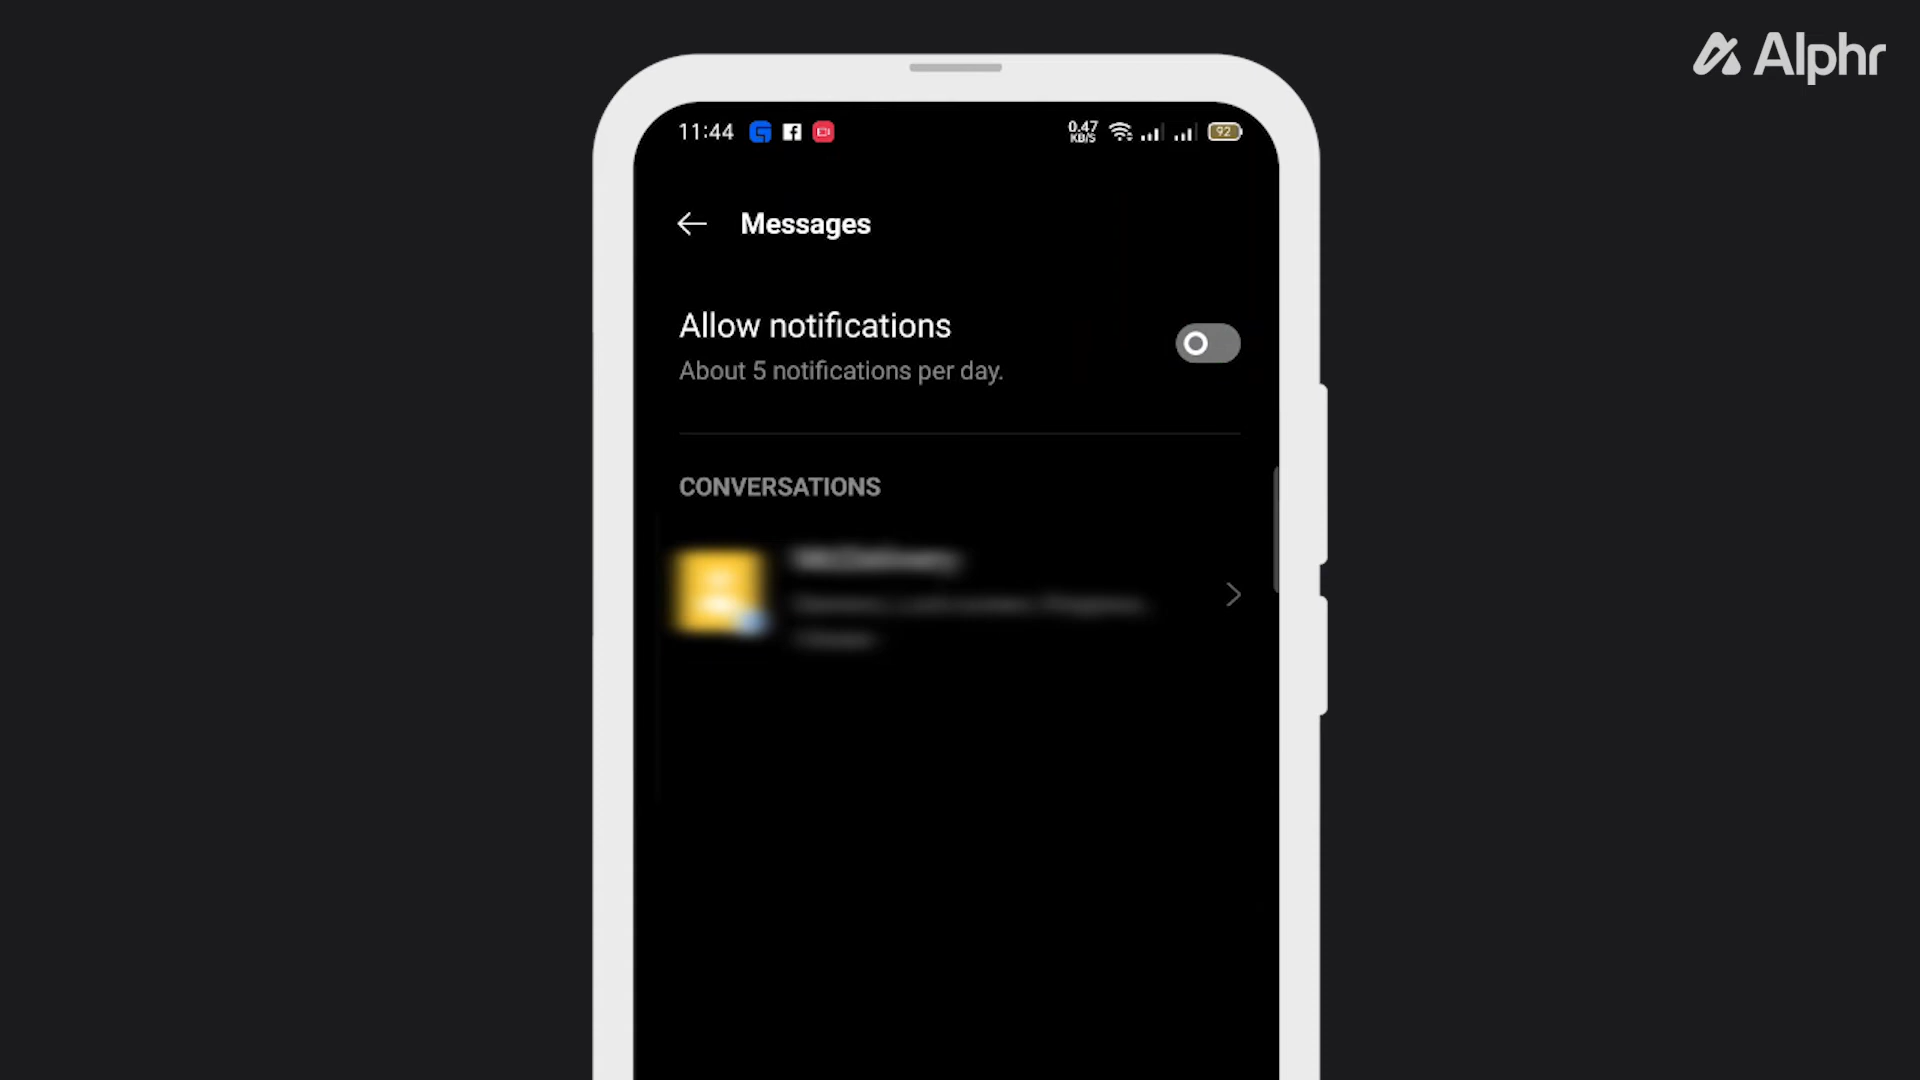 Alphr
11:44
0.47
KB/S
92
Messages
Allow notifications
About 5 notifications per day.
CONVERSATIONS